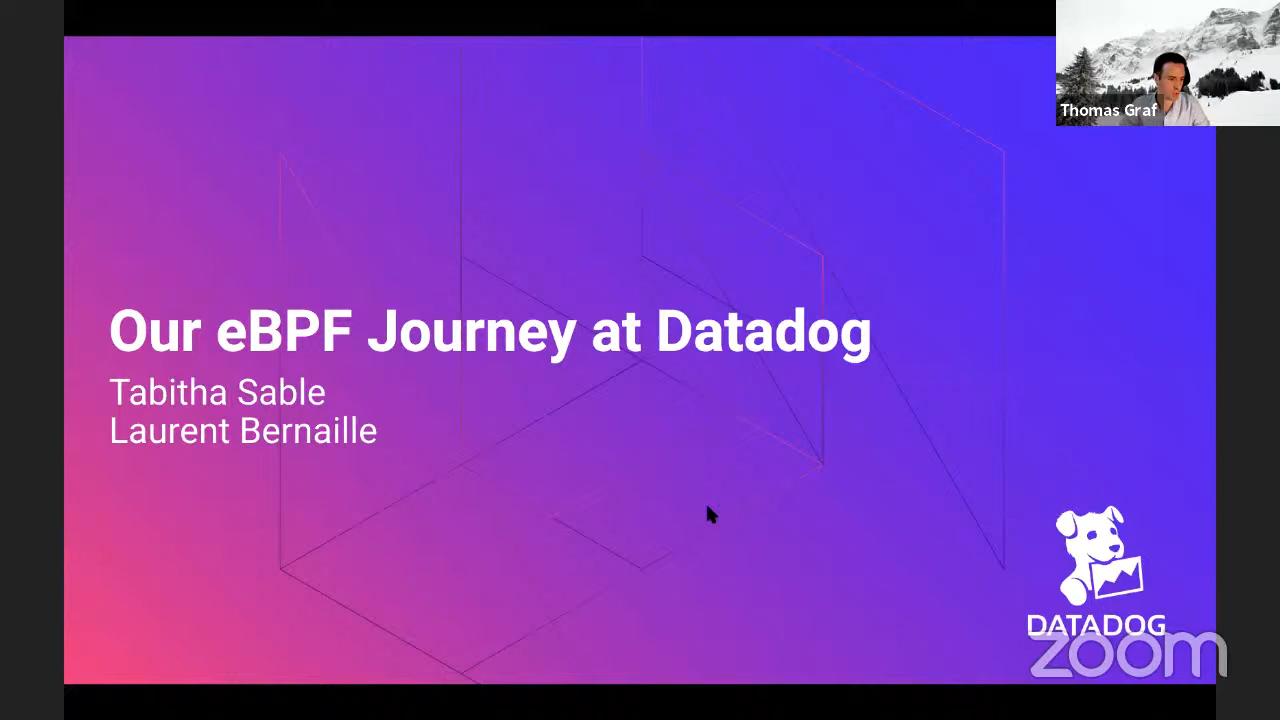 Thomas Graf
Our eBPF Journey at Datadog
Tabitha Sable
Laurent Bernaille
DATADOG
zoom